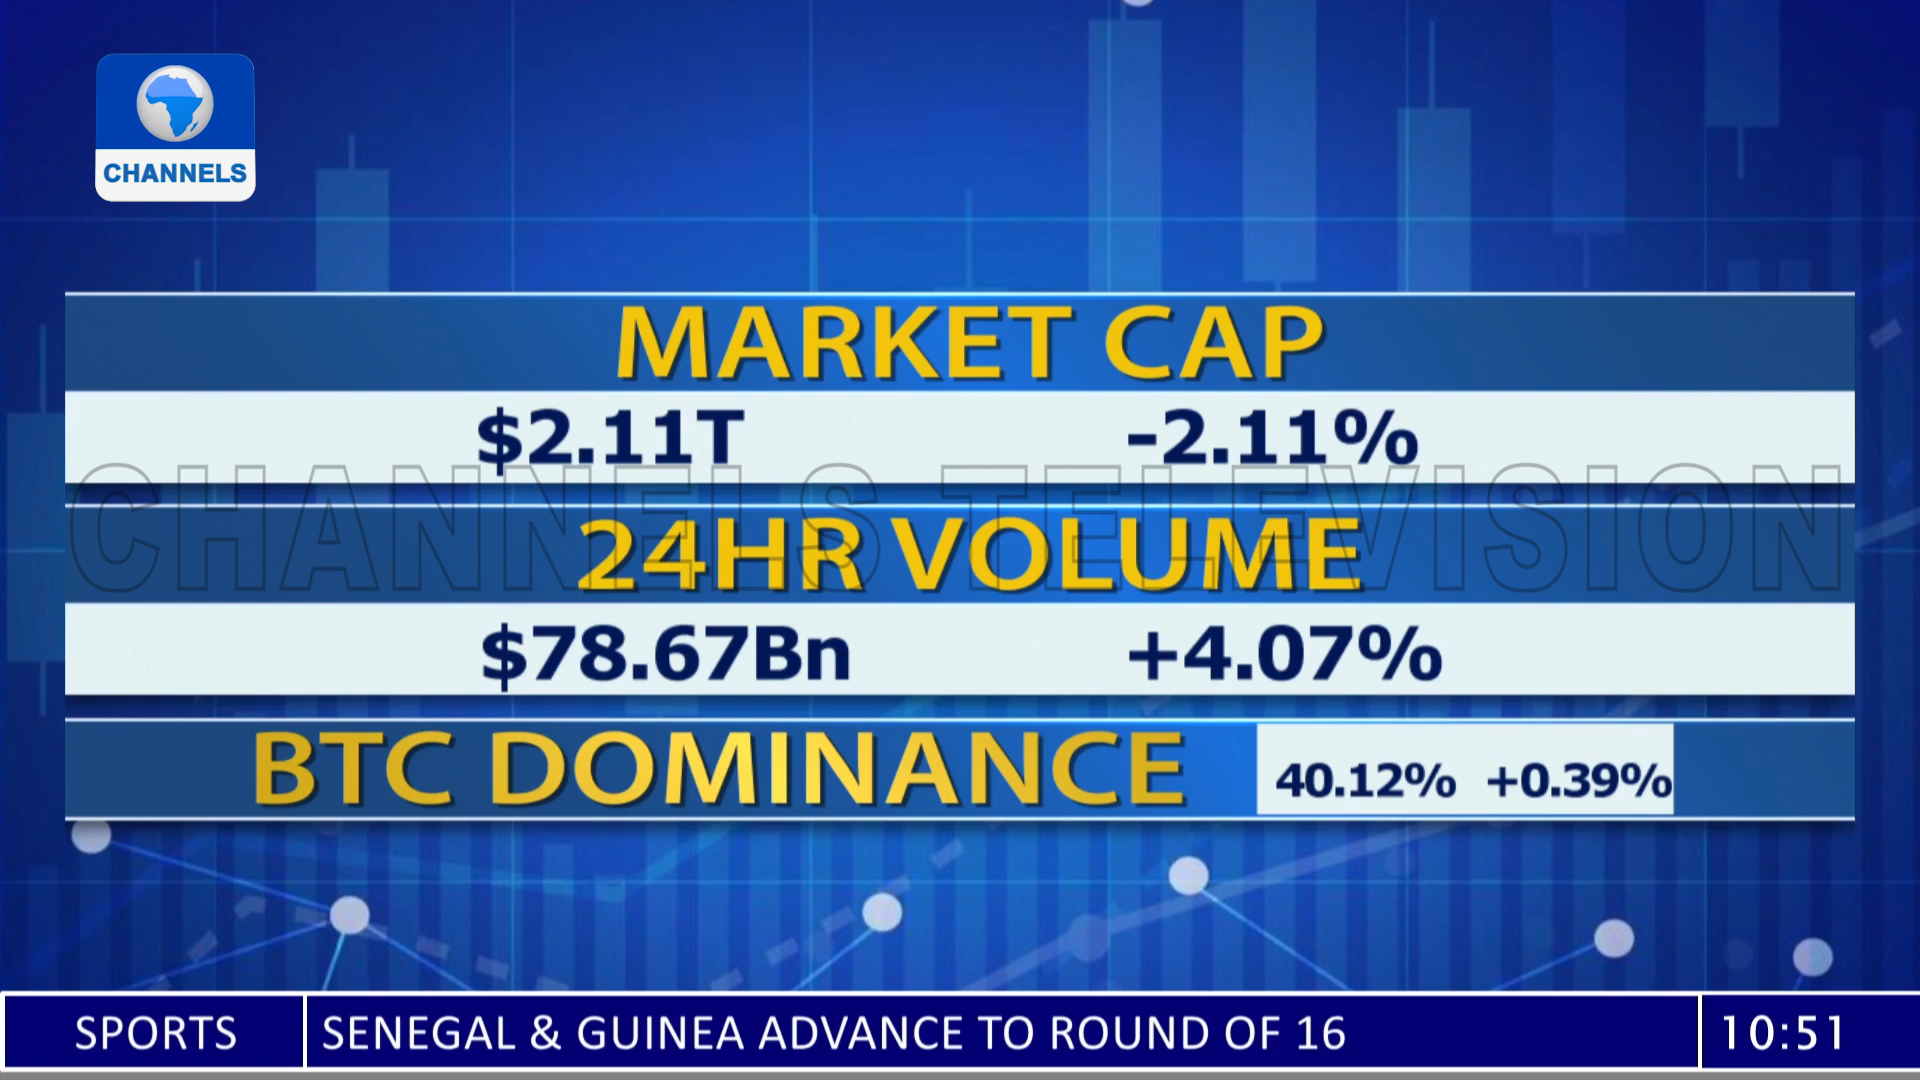 CHANNELS
MARKET CAP
$2.11T -2.11%
CHANNELS TELEVISION
24HR VOLUME
$78.67Bn +4.07%
BTC DOMINANCE 40.12% +0.39%
SPORTS SENEGAL & GUINEA ADVANCE TO ROUND OF 16 10:51